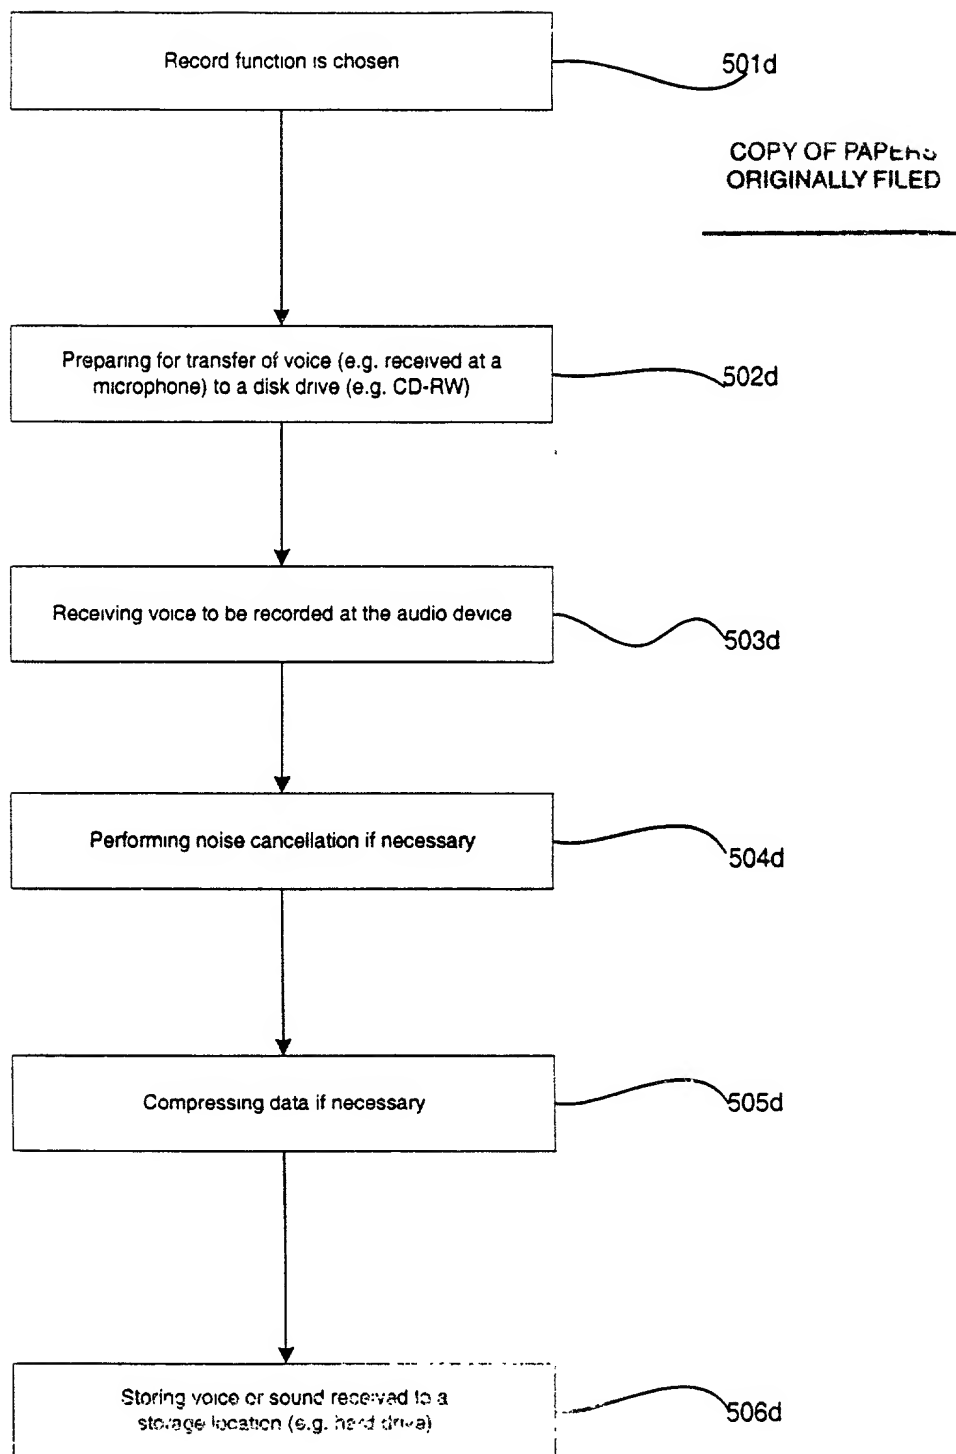 Record function is chosen
501d
COPY OF PAPERS
ORIGINALLY FILED
Preparing for transfer of voice (e.g. received at a
microphone) to a disk drive (e.g. CD-RW)
502d
Receiving voice to be recorded at the audio device
503d
Performing noise cancellation if necessary
504d
Compressing data if necessary
505d
Storing voice or sound received to a
storage location (e.g. hard drive)
506d